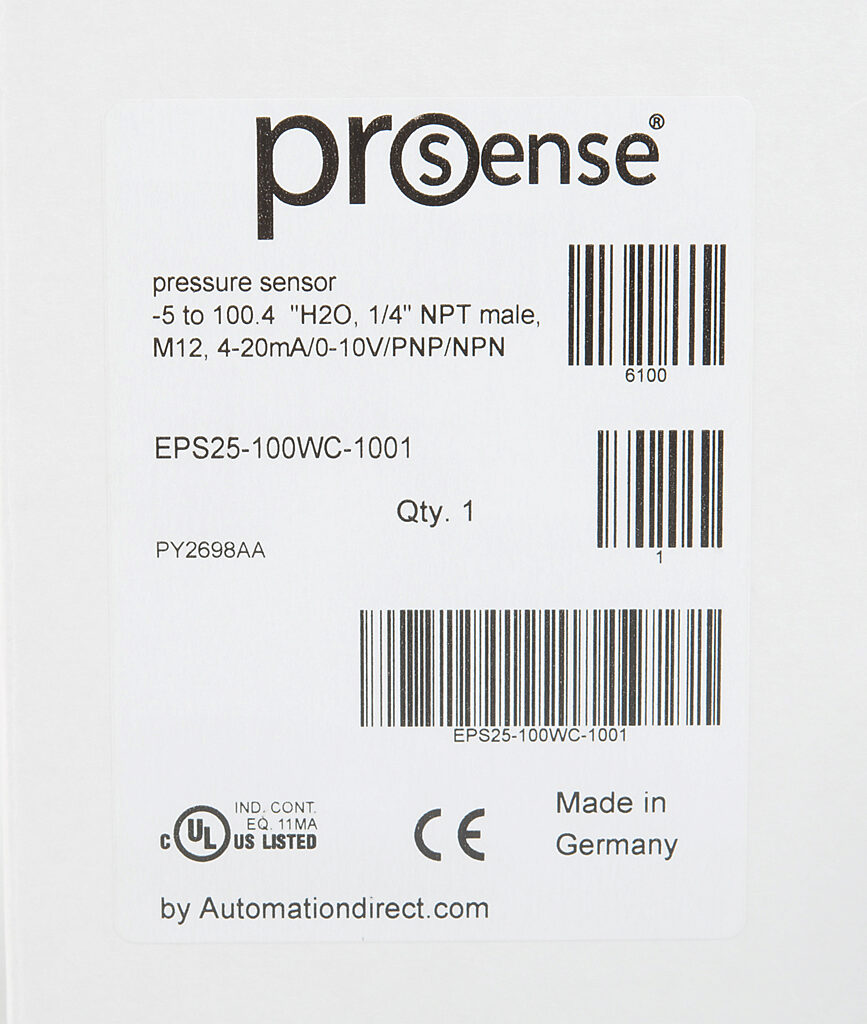 prosense®
pressure sensor
-5 to 100.4 "H2O, 1/4" NPT male,
M12, 4-20mA/0-10V/PNP/NPN
6100
EPS25-100WC-1001
Qty. 1
1
PY2698AA
EPS25-100WC-1001
IND. CONT.
EQ. 11MA
C UL US LISTED
CE
Made in
Germany
by Automationdirect.com